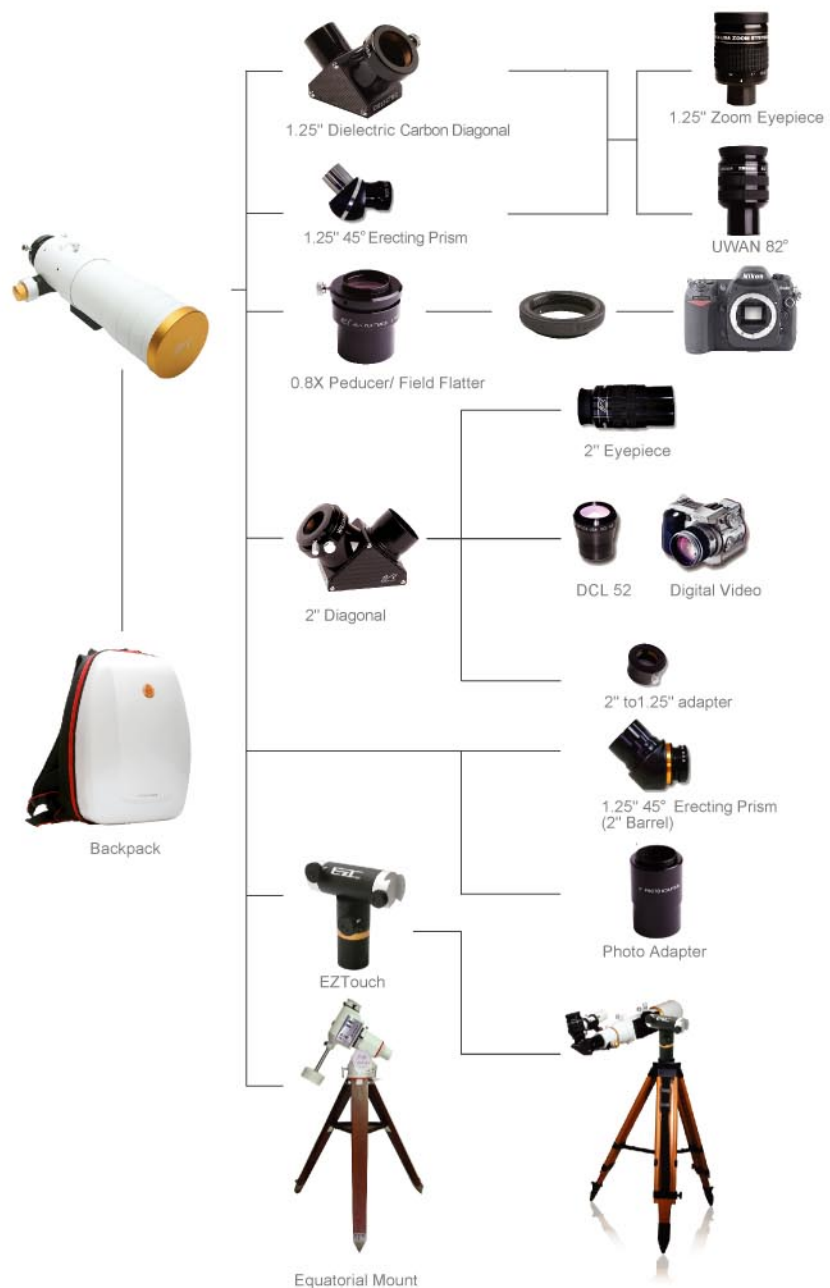 1.25" Dielectric Carbon Diagonal
1.25" Zoom Eyepiece
1.25" 45° Erecting Prism
UWAN 82°
Nikon
0.8X Peducer/ Field Flatter
2" Eyepiece
DCL 52
Digital Video
2" Diagonal
2" to1.25" adapter
1.25" 45° Erecting Prism
(2" Barrel)
Backpack
Photo Adapter
EZTouch
Equatorial Mount